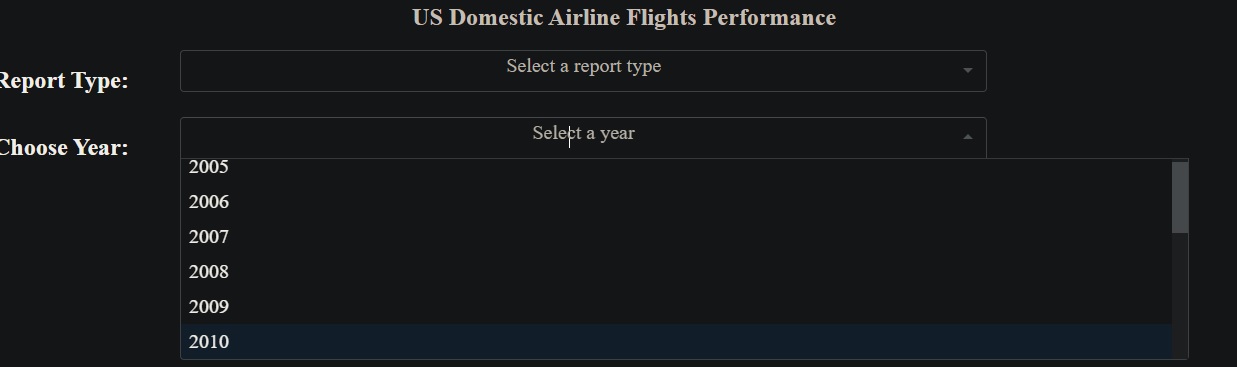 US Domestic Airline Flights Performance
Report Type:
Select a report type
Choose Year:
Select a year
2005
2006
2007
2008
2009
2010